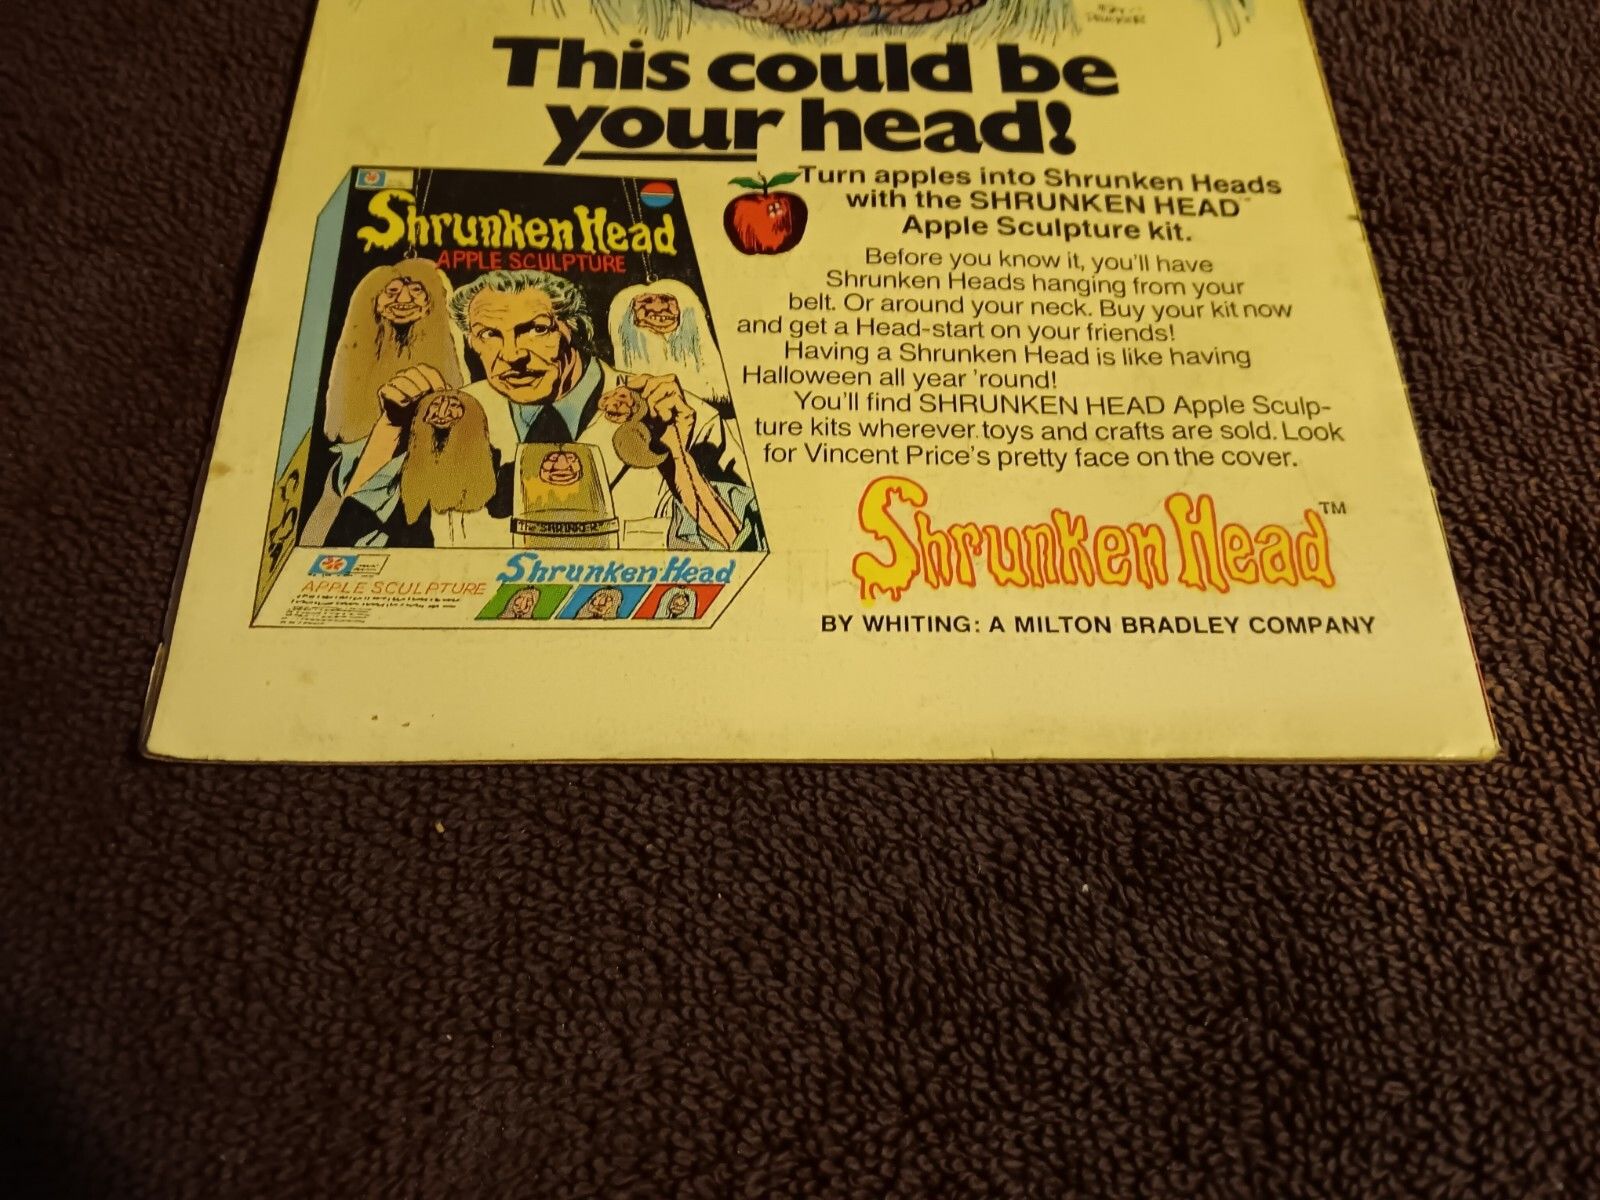 This could be
your head!
Turn apples into Shrunken Heads
with the SHRUNKEN HEAD™
Apple Sculpture kit.
Before you know it, you'll have
Shrunken Heads hanging from your
belt. Or around your neck. Buy your kit now
and get a Head-start on your friends!
Having a Shrunken Head is like having
Halloween all year 'round!
You'll find SHRUNKEN HEAD Apple Sculp-
ture kits wherever toys and crafts are sold. Look
for Vincent Price's pretty face on the cover.
Shrunken Head™
BY WHITING: A MILTON BRADLEY COMPANY
Shrunken Head
APPLE SCULPTURE
THE SHRINKER
Shrunken Head
APPLE SCULPTURE